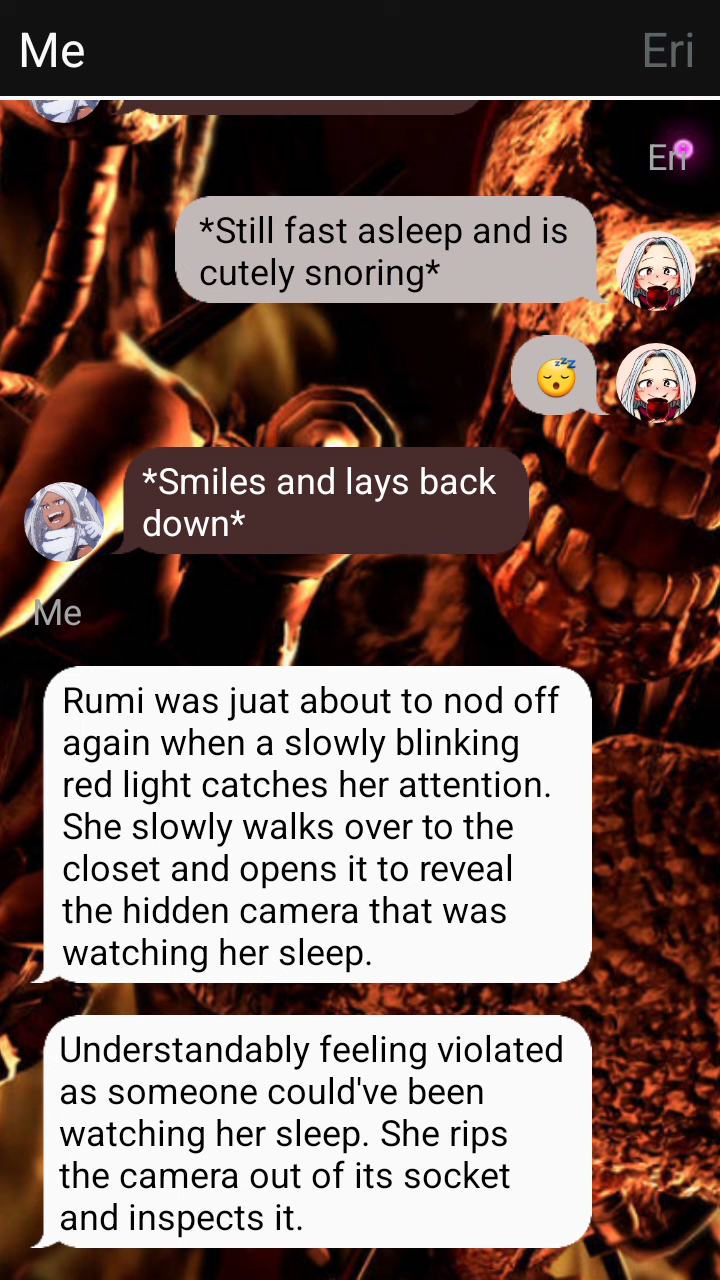 Me
Eri
Eri
*Still fast asleep and is
cutely snoring*
*Smiles and lays back
down*
Me
Rumi was juat about to nod off
again when a slowly blinking
red light catches her attention.
She slowly walks over to the
closet and opens it to reveal
the hidden camera that was
watching her sleep.
Understandably feeling violated
as someone could've been
watching her sleep. She rips
the camera out of its socket
and inspects it.